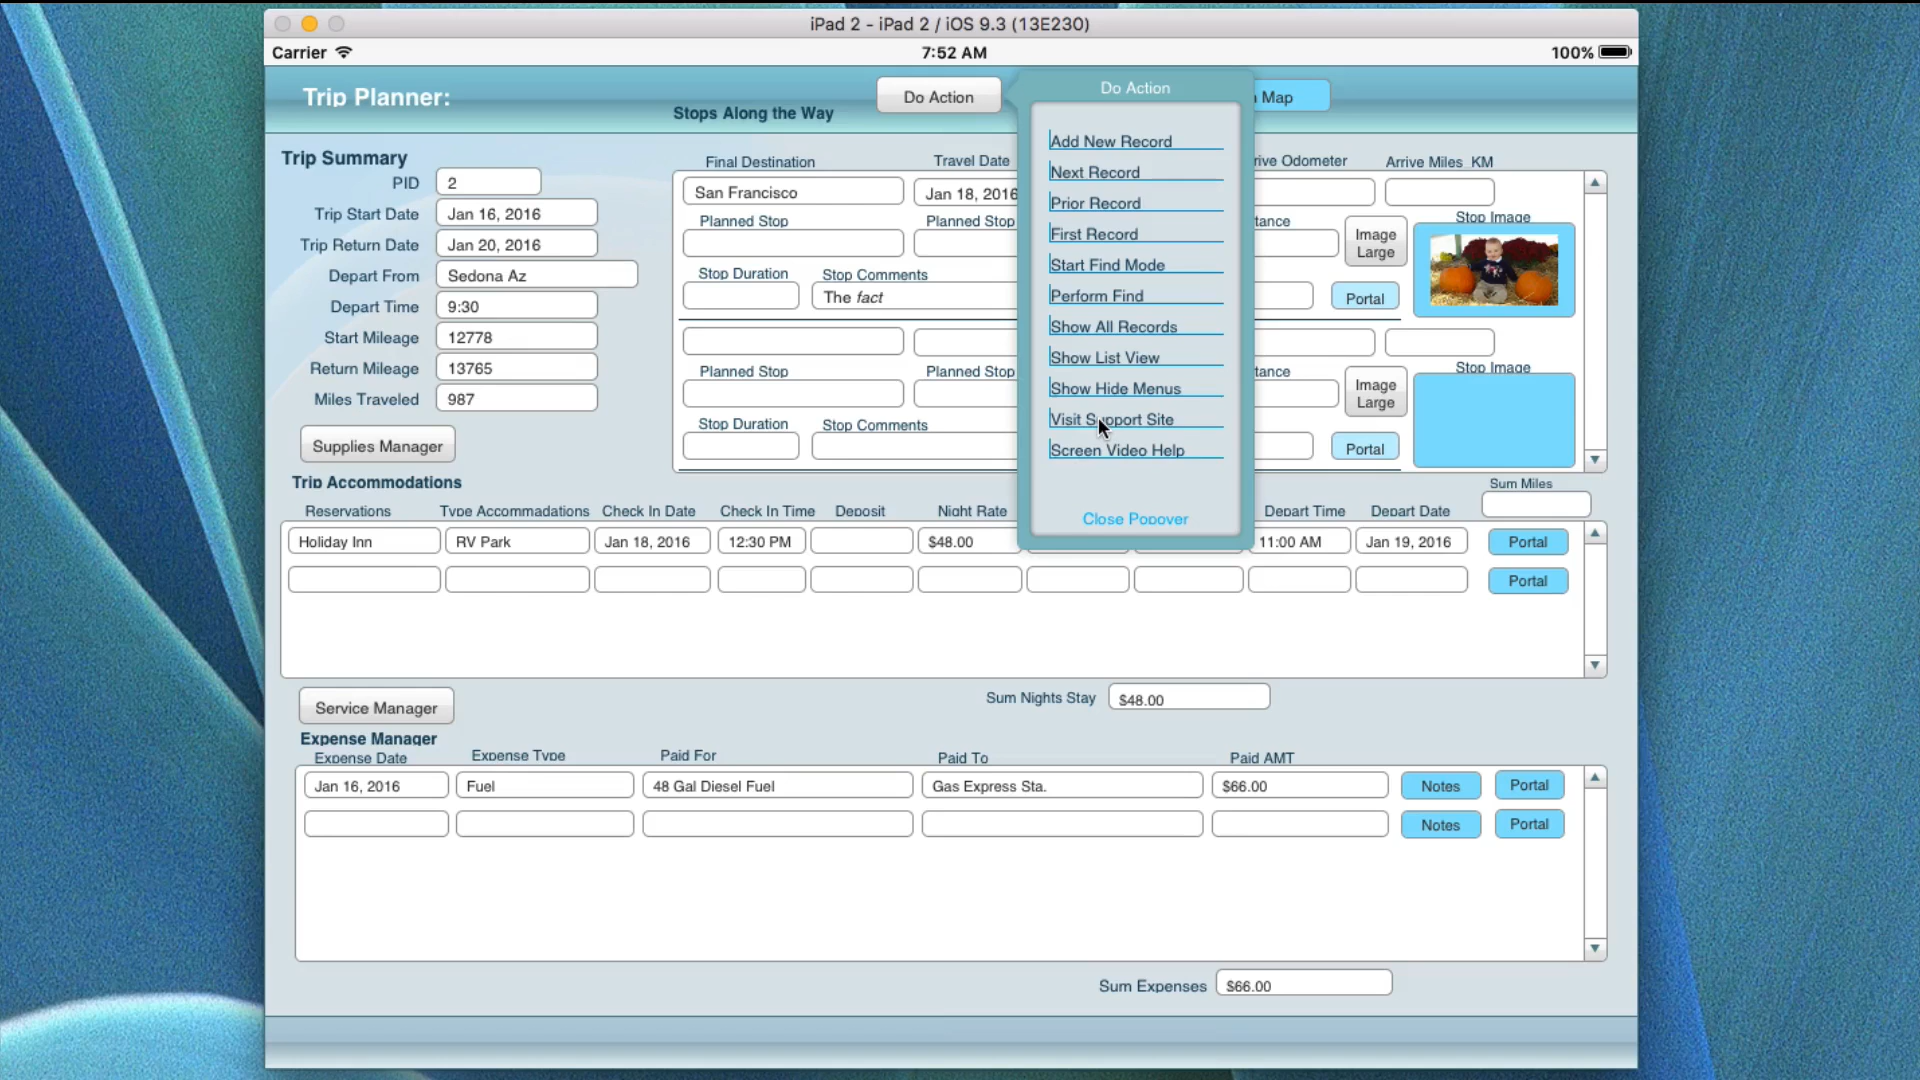 iPad 2 - iPad 2 / iOS 9.3 (13E230)
Carrier 7:52 AM 100%
Trip Planner:
Do Action
Map
Stops Along the Way
Do Action
Add New Record
Next Record
Prior Record
First Record
Start Find Mode
Perform Find
Show All Records
Show List View
Show Hide Menus
Visit Support Site
Screen Video Help
Close Popover
Trip Summary
PID 2
Trip Start Date Jan 16, 2016
Trip Return Date Jan 20, 2016
Depart From Sedona Az
Depart Time 9:30
Start Mileage 12778
Return Mileage 13765
Miles Traveled 987
Supplies Manager
Final Destination Travel Date Odometer Arrive Miles_KM
San Francisco Jan 18, 2016
Planned Stop Planned Stop Stop Image
Image
Large
Stop Duration Stop Comments
The fact Portal
Planned Stop Planned Stop Stop Image
Image
Large
Stop Duration Stop Comments
Portal
Trip Accommodations
Sum Miles
Reservations Type Accommadations Check In Date Check In Time Deposit Night Rate Depart Time Depart Date
Holiday Inn RV Park Jan 18, 2016 12:30 PM $48.00 11:00 AM Jan 19, 2016 Portal
Portal
Service Manager
Sum Nights Stay $48.00
Expense Manager
Expense Date Expense Type Paid For Paid To Paid AMT
Jan 16, 2016 Fuel 48 Gal Diesel Fuel Gas Express Sta. $66.00 Notes Portal
Notes Portal
Sum Expenses $66.00